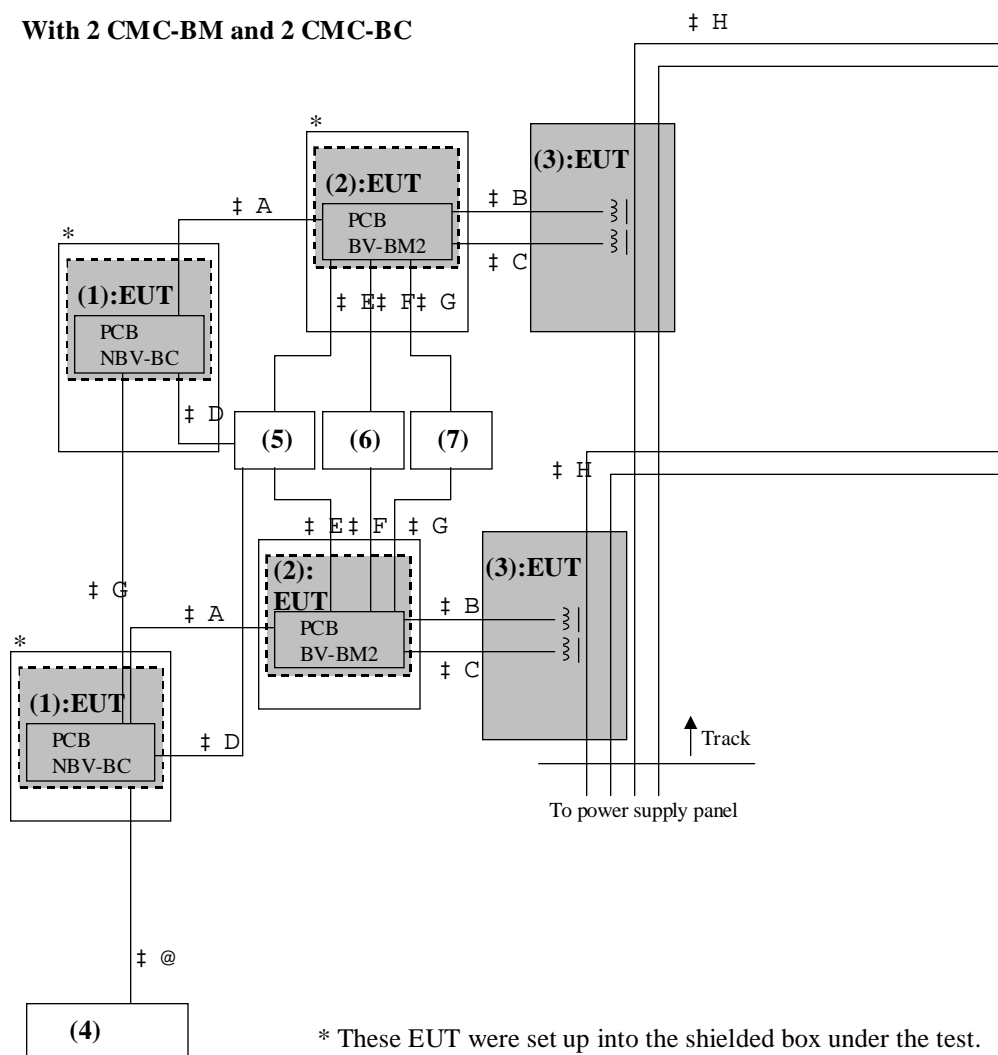 With 2 CMC-BM and 2 CMC-BC
‡ H
*
(3):EUT
(2):EUT
‡ B
‡ A
PCB
BV-BM2
*
‡ C
(1):EUT
‡ E‡ F‡ G
PCB
NBV-BC
‡ D
(5)
(6)
(7)
‡ H
‡ E‡ F ‡ G
(2):
EUT
(3):EUT
‡ G
‡ A
‡ B
PCB
BV-BM2
*
‡ C
(1):EUT
PCB
NBV-BC
‡ D
Track
To power supply panel
‡ @
(4)
* These EUT were set up into the shielded box under the test.